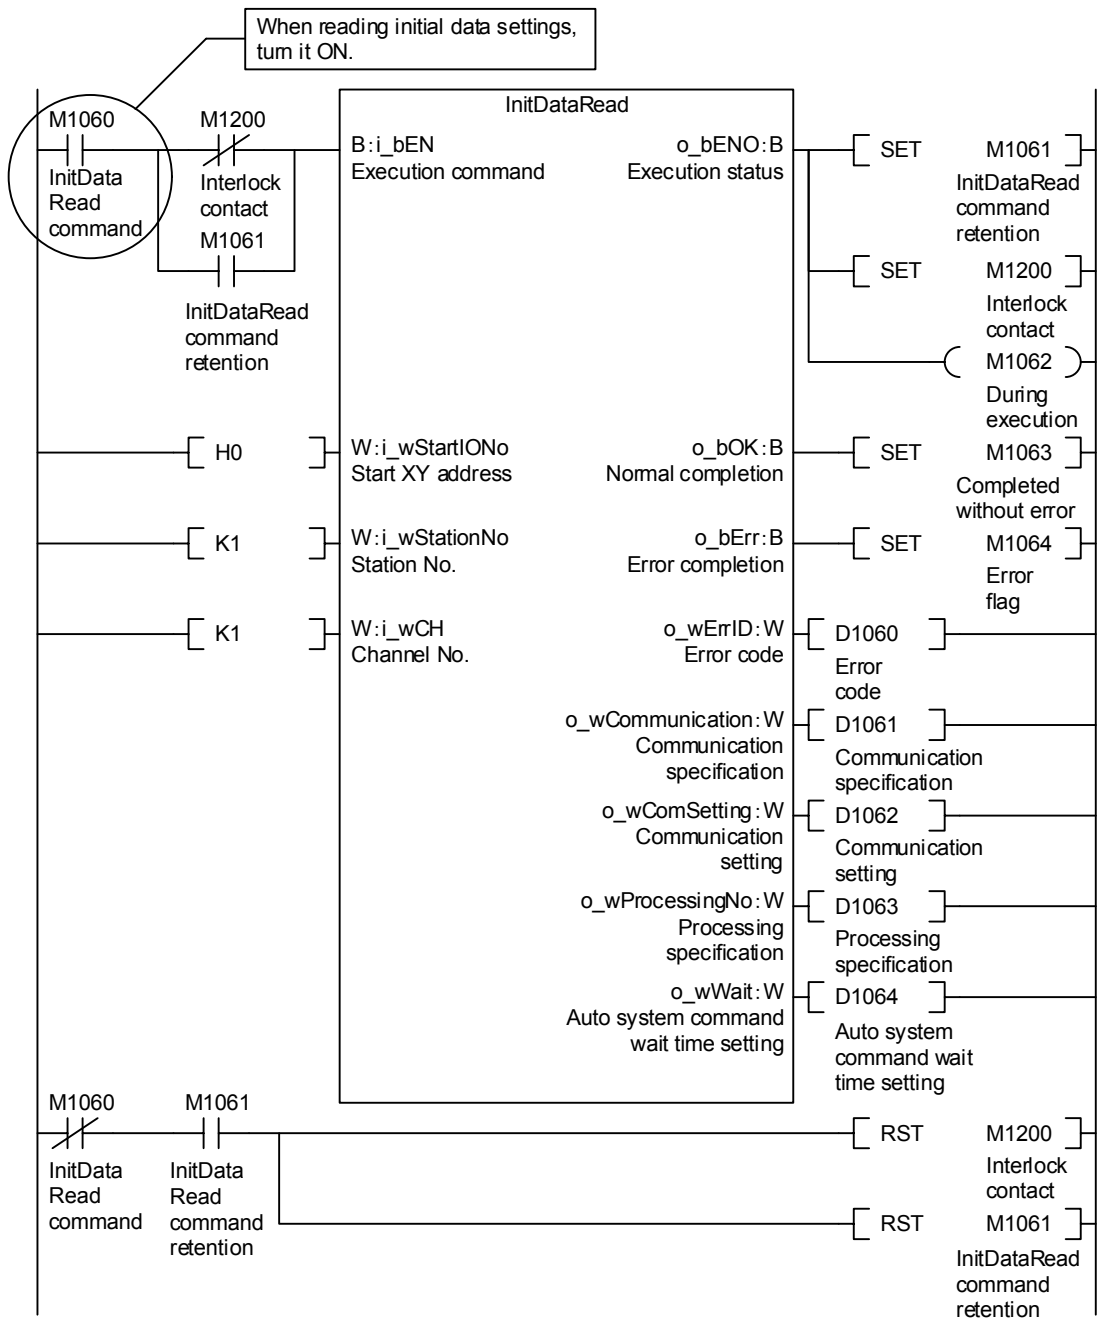 When reading initial data settings,
turn it ON.
InitDataRead
M1060
M1200
B:i_bEN
o_bENO:B
SET M1061
InitData
Read
command
Interlock
contact
Execution command
Execution status
InitDataRead
command
retention
M1061
InitDataRead
command
retention
SET M1200
Interlock
contact
M1062
During
execution
H0
W:i_wStartIONo
Start XY address
o_bOK:B
Normal completion
SET M1063
Completed
without error
K1
W:i_wStationNo
Station No.
o_bErr:B
Error completion
SET M1064
Error
flag
K1
W:i_wCH
Channel No.
o_wErrID:W
Error code
D1060
Error
code
o_wCommunication:W
Communication
specification
D1061
Communication
specification
o_wComSetting:W
Communication
setting
D1062
Communication
setting
o_wProcessingNo:W
Processing
specification
D1063
Processing
specification
o_wWait:W
Auto system command
wait time setting
D1064
Auto system
command wait
time setting
M1060
M1061
RST M1200
InitData
Read
command
InitData
Read
command
retention
Interlock
contact
RST M1061
InitDataRead
command
retention